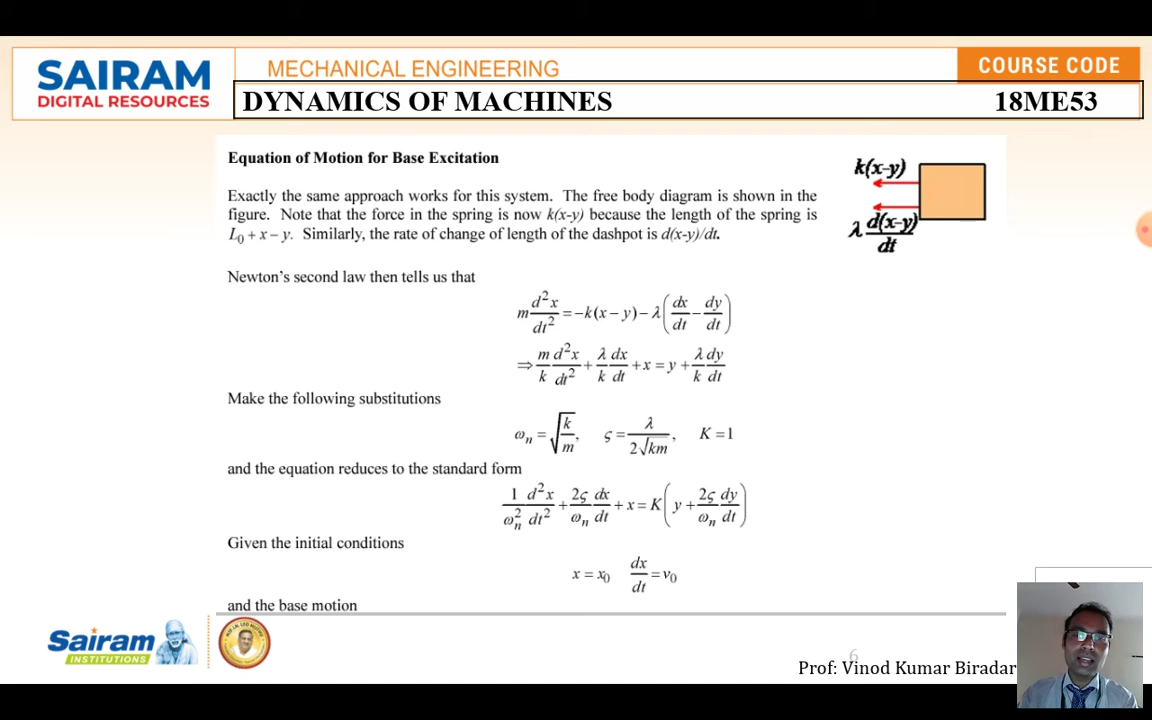 SAIRAM
DIGITAL RESOURCES
MECHANICAL ENGINEERING
COURSE CODE
DYNAMICS OF MACHINES 18ME53
Equation of Motion for Base Excitation
Exactly the same approach works for this system. The free body diagram is shown in the
figure. Note that the force in the spring is now k(x-y) because the length of the spring is
L₀ + x − y. Similarly, the rate of change of length of the dashpot is d(x-y)/dt.
k(x-y)
λ d(x-y)/dt
Newton's second law then tells us that
m d²x/dt² = −k(x − y) − λ(dx/dt − dy/dt)
⇒ m/k d²x/dt² + λ/k dx/dt + x = y + λ/k dy/dt
Make the following substitutions
ωₙ = √(k/m), ς = λ/(2√km), K = 1
and the equation reduces to the standard form
1/ωₙ² d²x/dt² + 2ς/ωₙ dx/dt + x = K(y + 2ς/ωₙ dy/dt)
Given the initial conditions
x = x₀ dx/dt = v₀
and the base motion
Sairam
INSTITUTIONS
6
Prof: Vinod Kumar Biradar